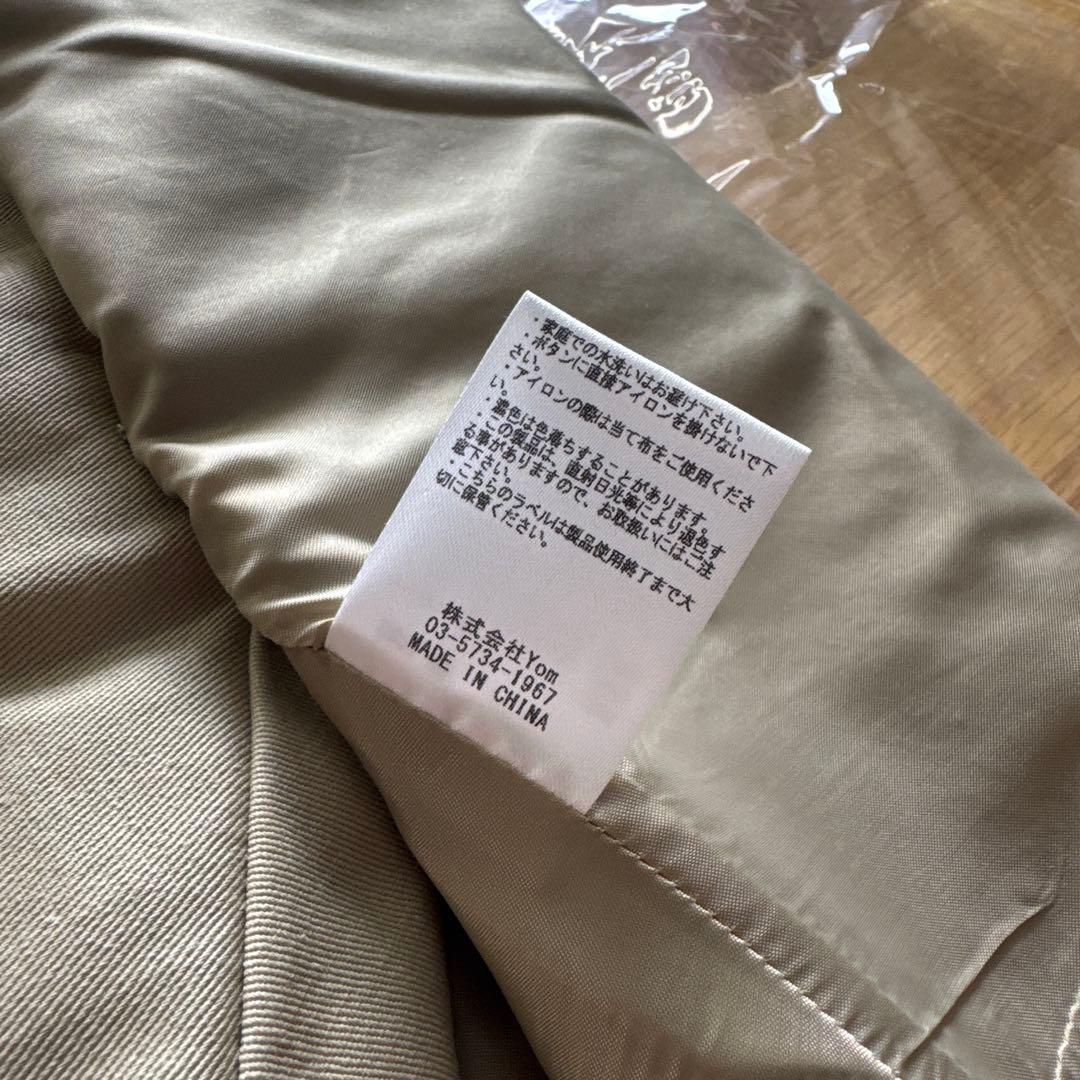 ・家庭での水洗いはお避け下さい。
・ボタンに直接アイロンを掛けないで下
さい。
・アイロンの際は当て布をご使用くださ
い。
・濃色は色落ちすることがあります。
・この製品は、直射日光等により退色す
る事がありますので、お取扱いにはご注
意下さい。
・こちらのラベルは製品使用終了まで大
切に保管ください。
株式会社Yom
03-5734-1967
MADE IN CHINA